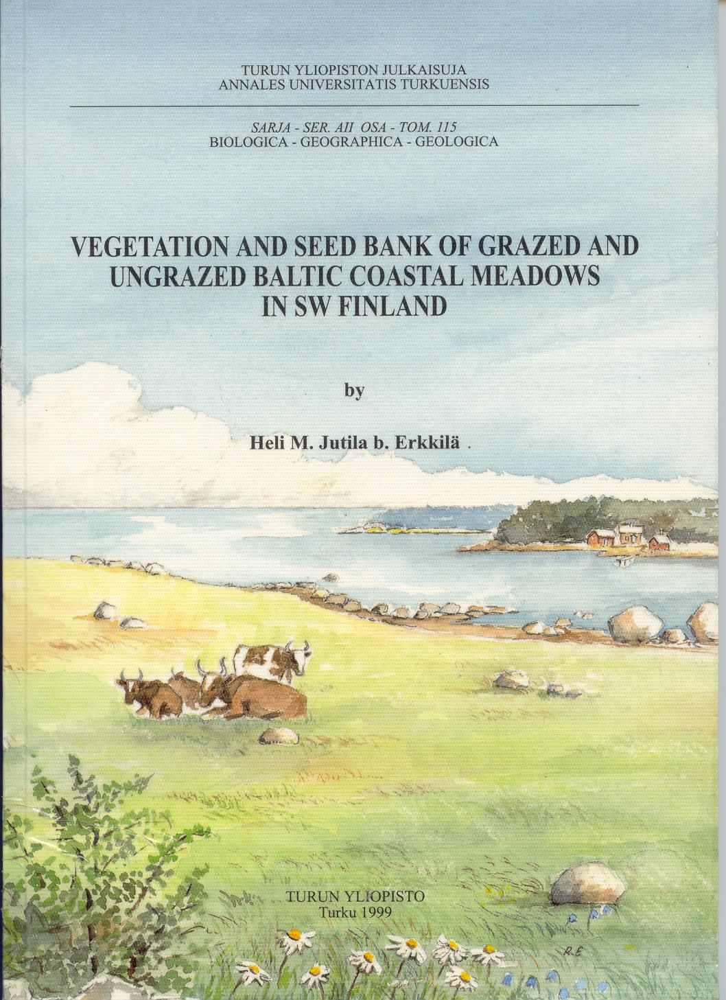 TURUN YLIOPISTON JULKAISUJA
ANNALES UNIVERSITATIS TURKUENSIS
SARJA - SER. AII OSA - TOM. 115
BIOLOGICA - GEOGRAPHICA - GEOLOGICA
VEGETATION AND SEED BANK OF GRAZED AND
UNGRAZED BALTIC COASTAL MEADOWS
IN SW FINLAND
by
Heli M. Jutila b. Erkkilä
TURUN YLIOPISTO
Turku 1999
R.E